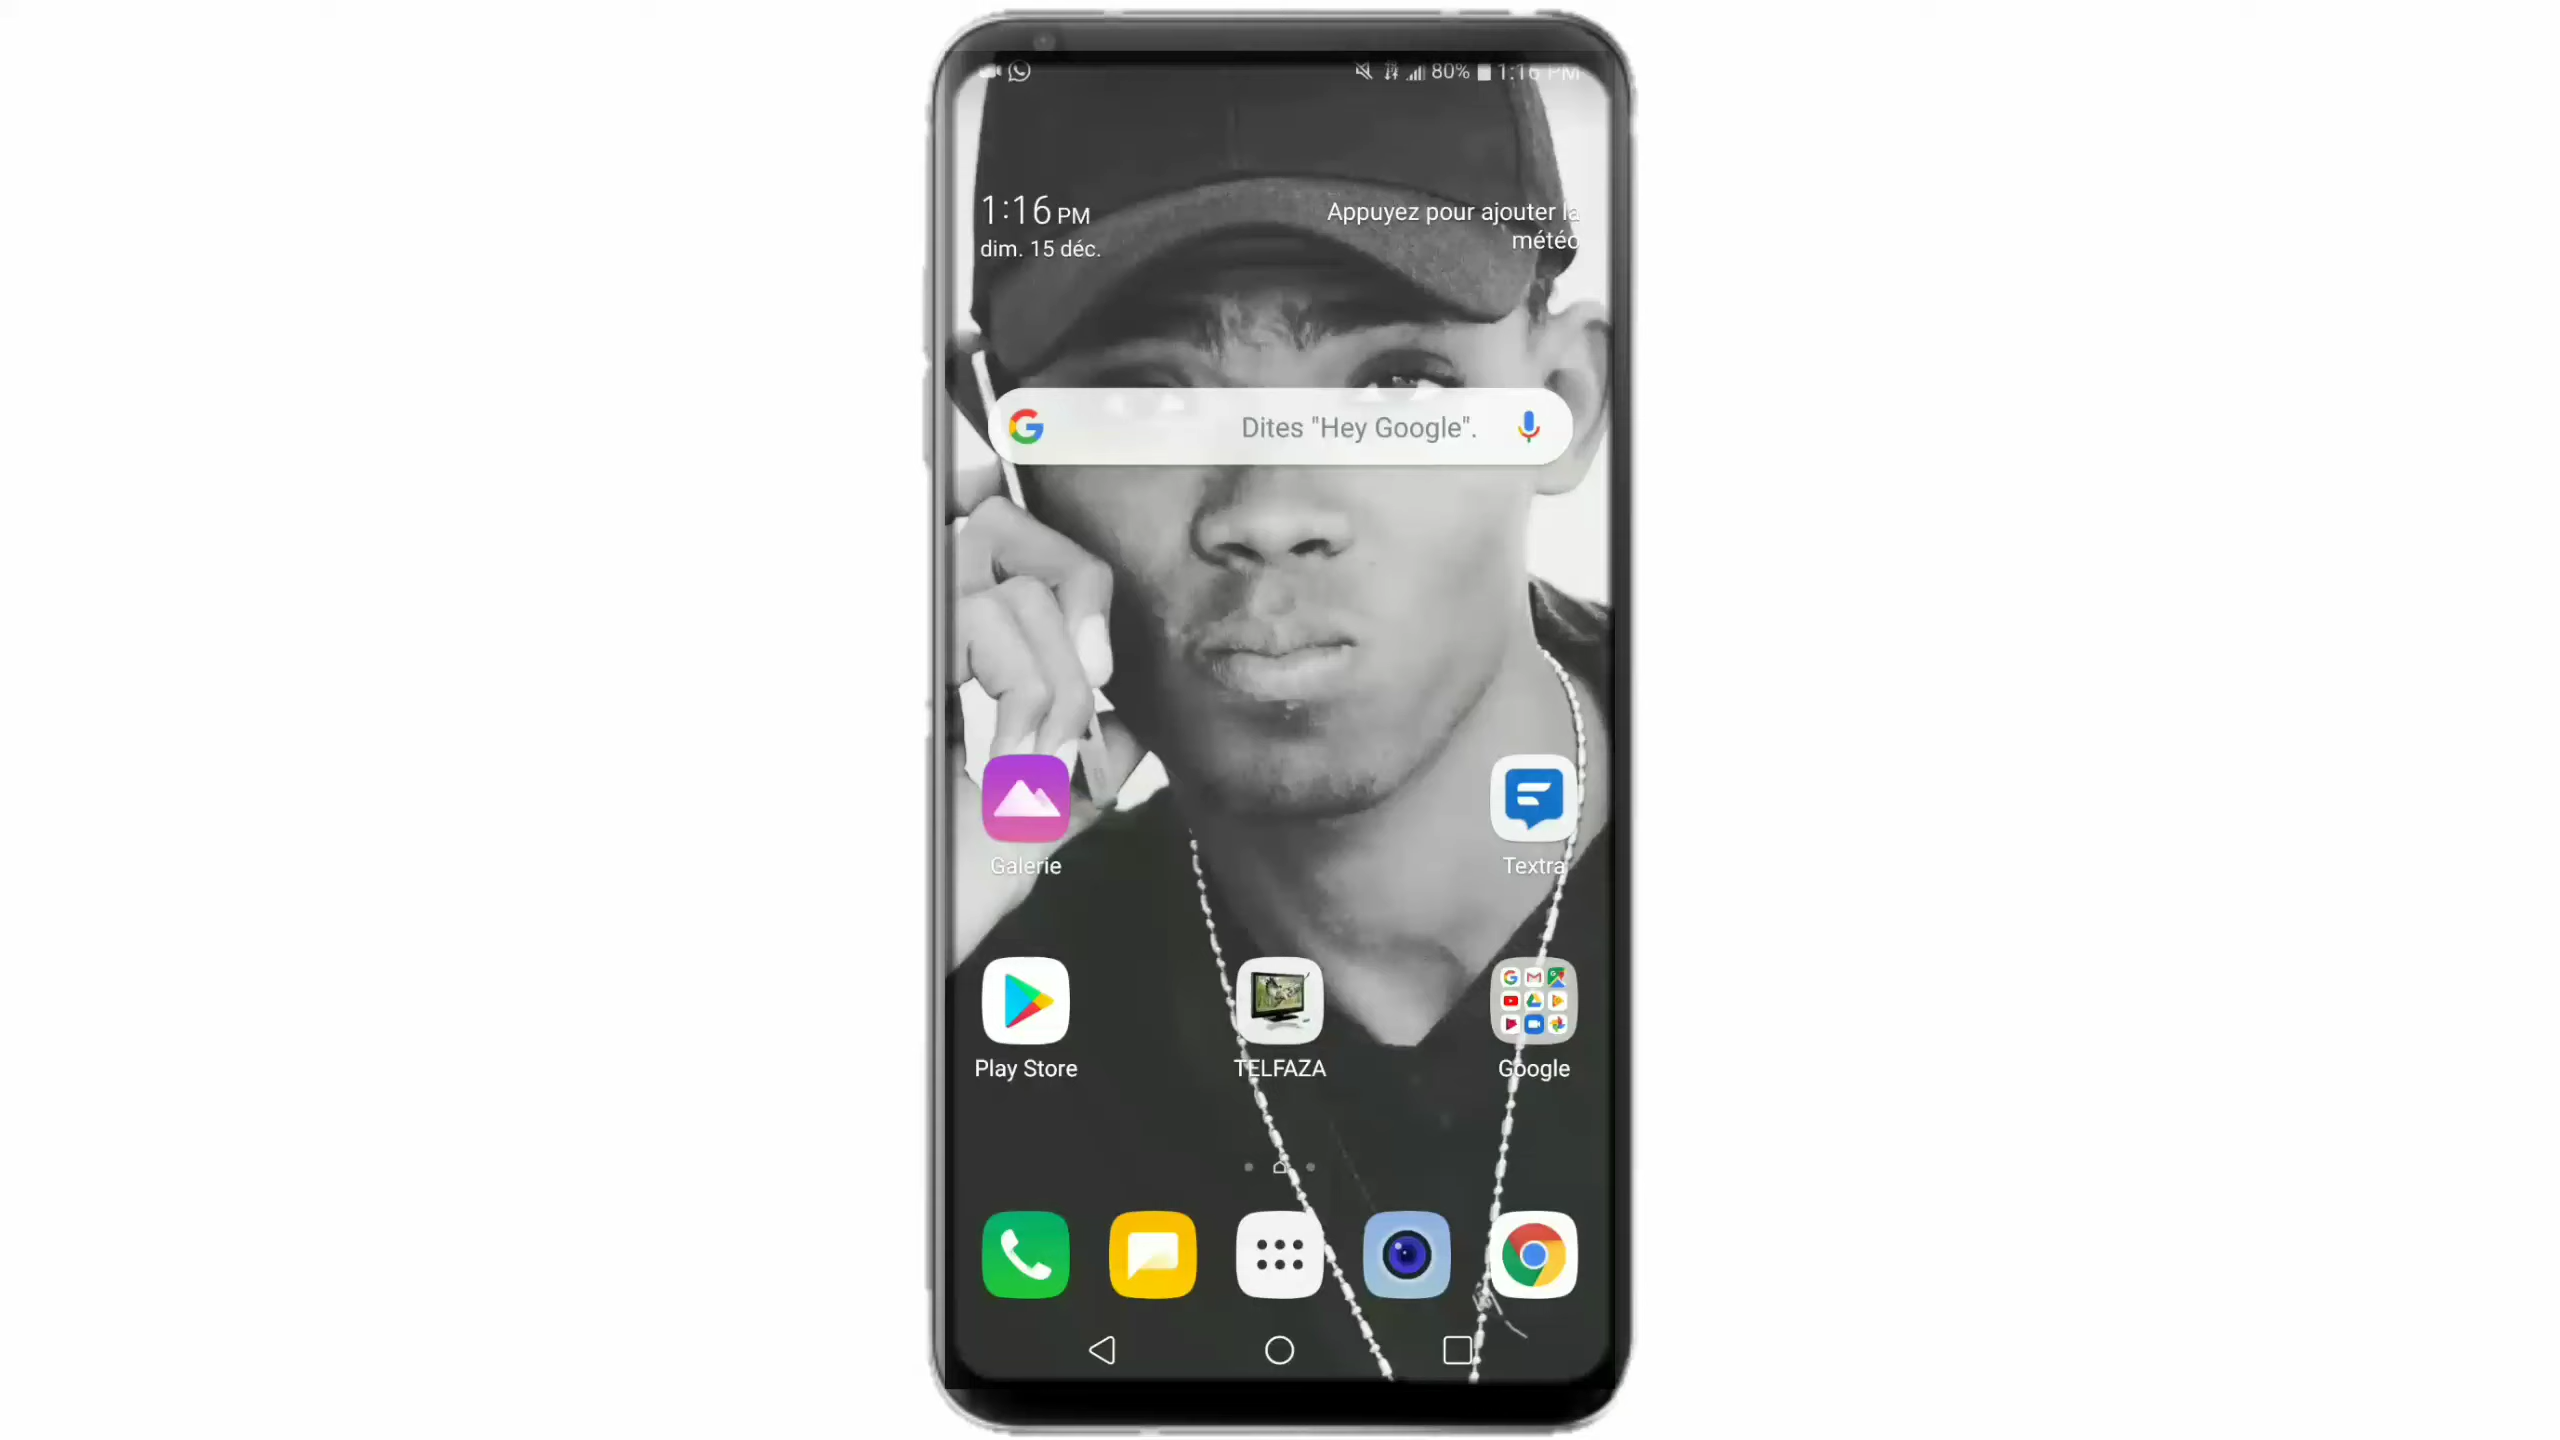 80% 1:16 PM
1:16 PM
dim. 15 déc.
Appuyez pour ajouter la
météo
Dites "Hey Google".
Galerie
Textra
Play Store
TELFAZA
Google